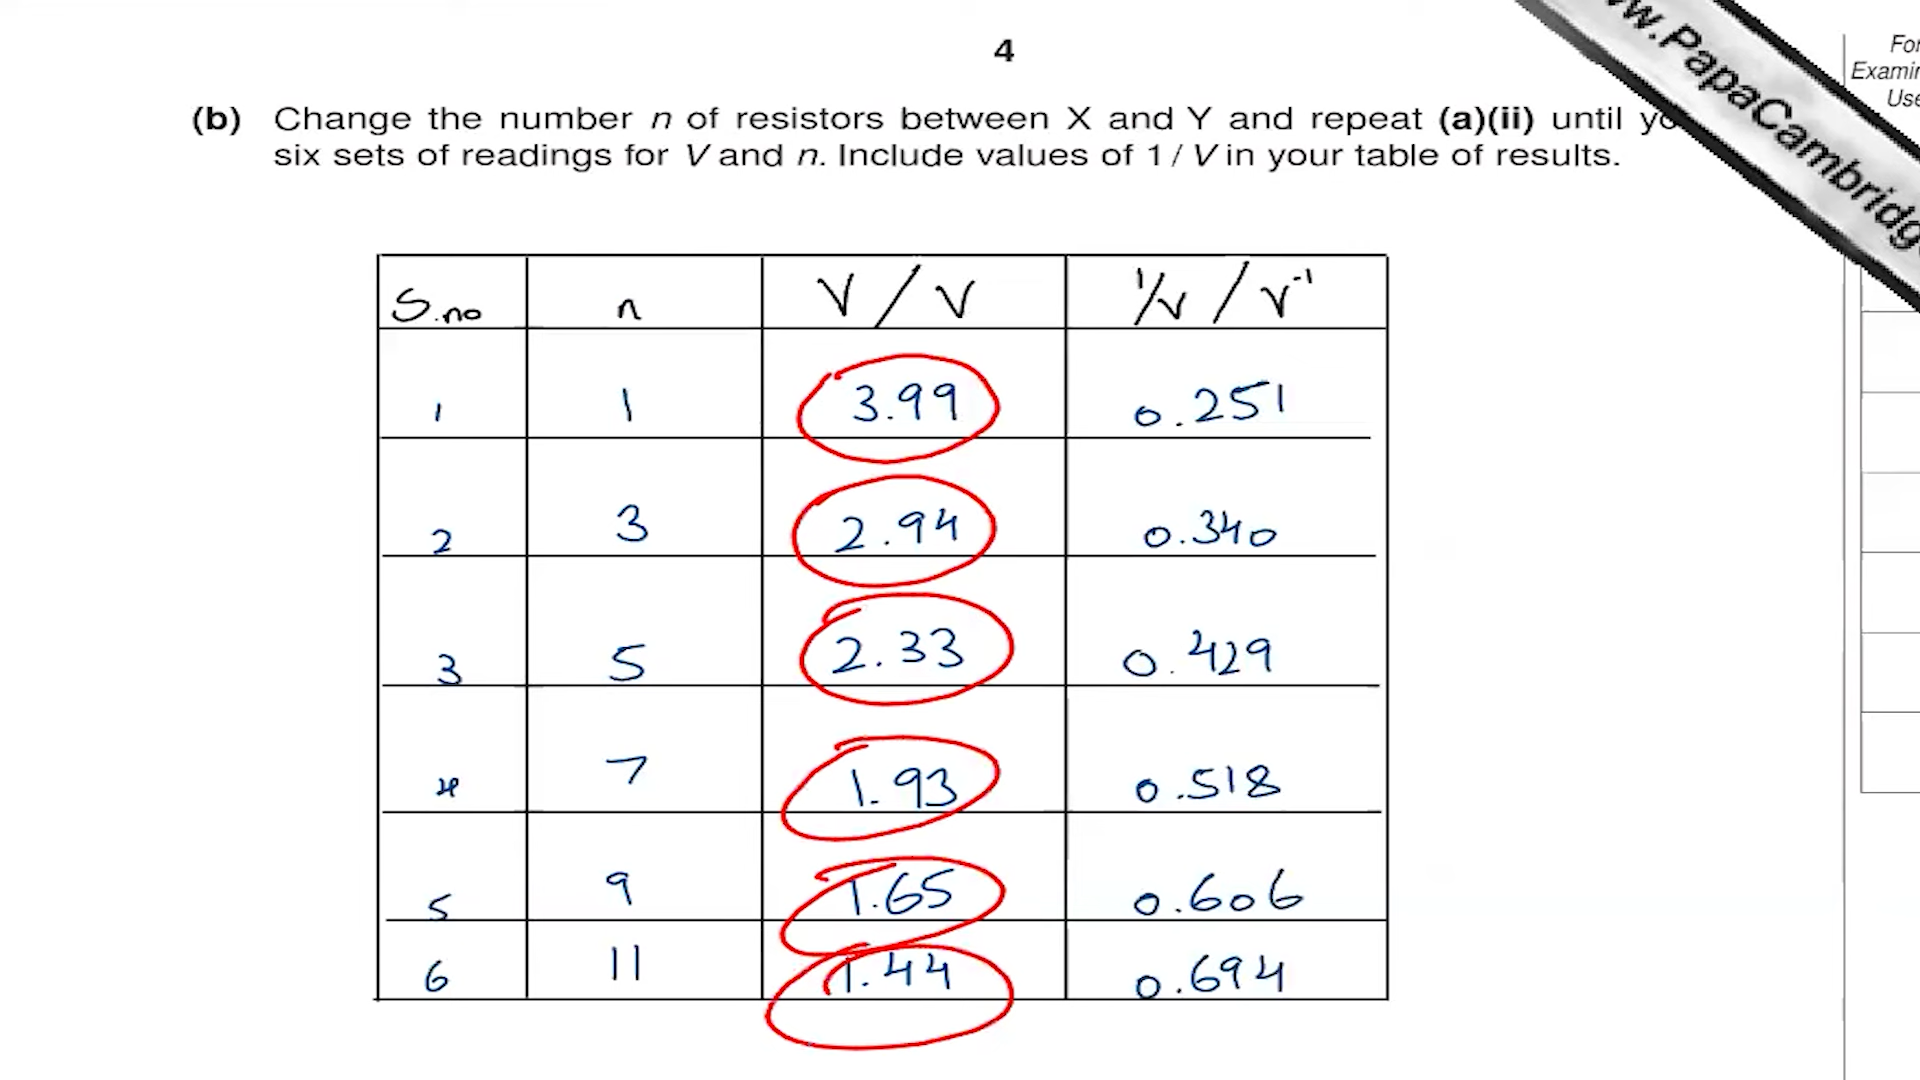 4
www.PapaCambridge
For
Examin
Use
(b) Change the number n of resistors between X and Y and repeat (a)(ii) until yo
six sets of readings for V and n. Include values of 1 / V in your table of results.
S.no n V / V 1/V / V⁻¹
1 1 3.99 0.251
2 3 2.94 0.340
3 5 2.33 0.429
4 7 1.93 0.518
5 9 1.65 0.606
6 11 1.44 0.694